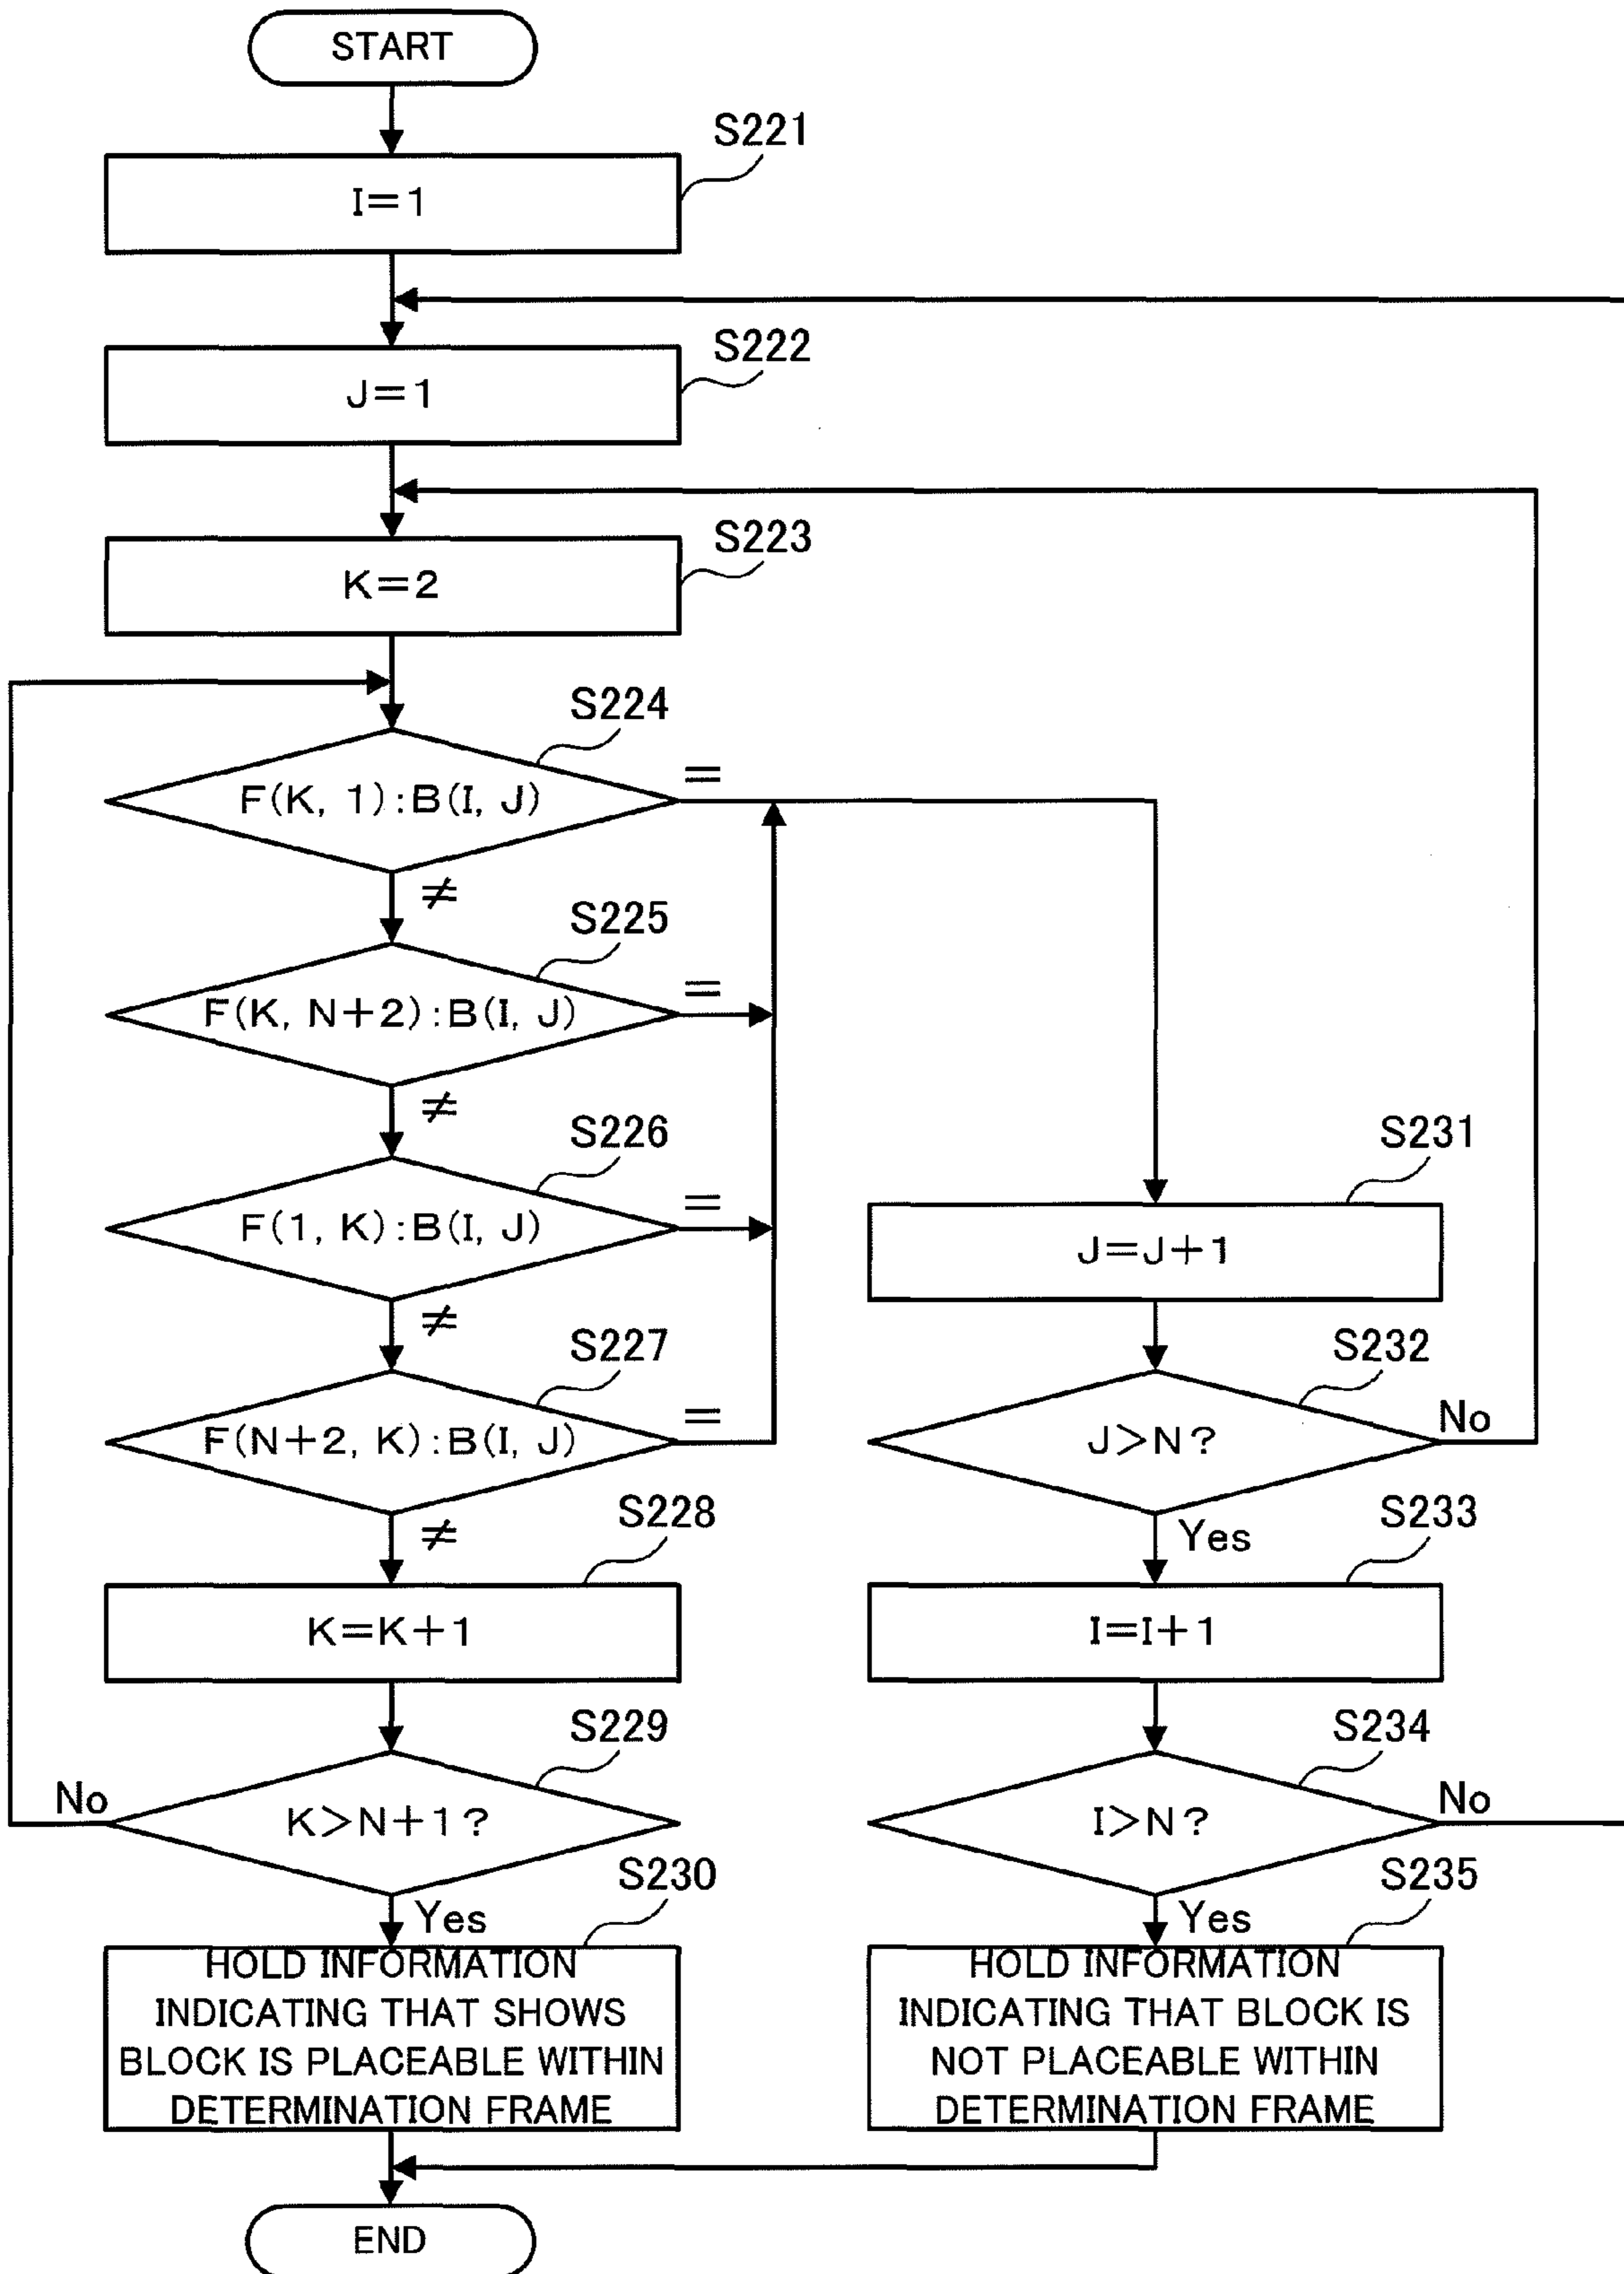 START
S221
I=1
S222
J=1
S223
K=2
S224
F(K, 1):B(I, J)
=
≠
S225
F(K, N+2):B(I, J)
=
≠
S226
F(1, K):B(I, J)
=
≠
S227
F(N+2, K):B(I, J)
=
≠
S228
K=K+1
S229
K>N+1?
No
Yes
S230
HOLD INFORMATION
INDICATING THAT SHOWS
BLOCK IS PLACEABLE WITHIN
DETERMINATION FRAME
S231
J=J+1
S232
J>N?
No
Yes
S233
I=I+1
S234
I>N?
No
Yes
S235
HOLD INFORMATION
INDICATING THAT BLOCK IS
NOT PLACEABLE WITHIN
DETERMINATION FRAME
END